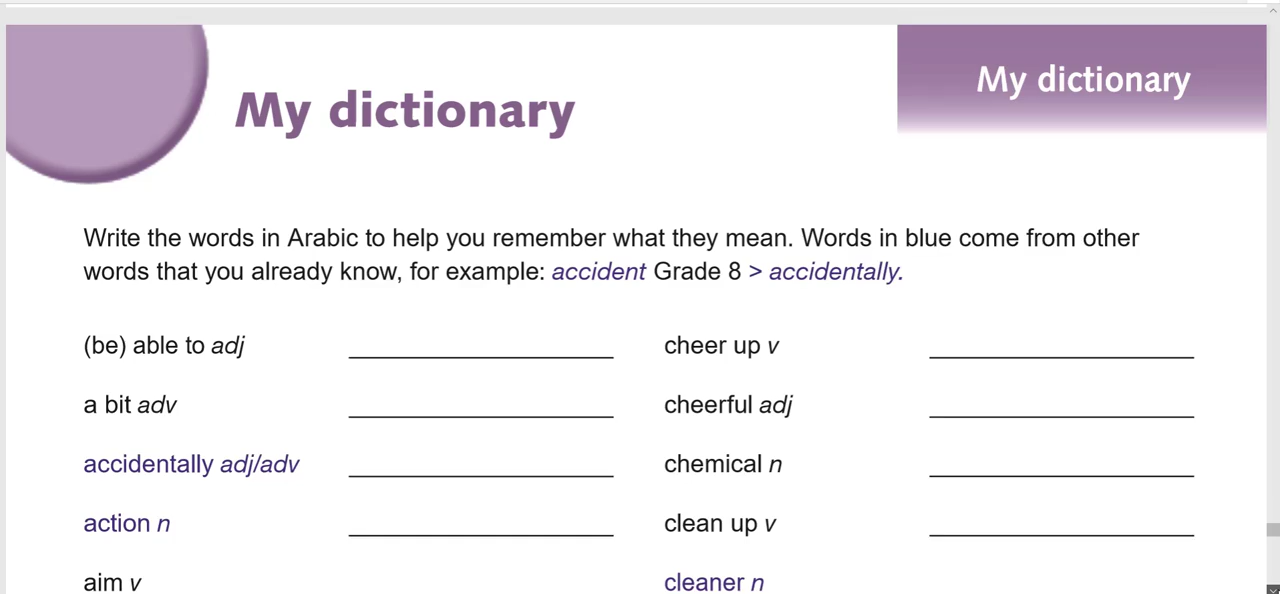 My dictionary
My dictionary
Write the words in Arabic to help you remember what they mean. Words in blue come from other
words that you already know, for example: accident Grade 8 > accidentally.
(be) able to adj
a bit adv
accidentally adj/adv
action n
aim v
cheer up v
cheerful adj
chemical n
clean up v
cleaner n